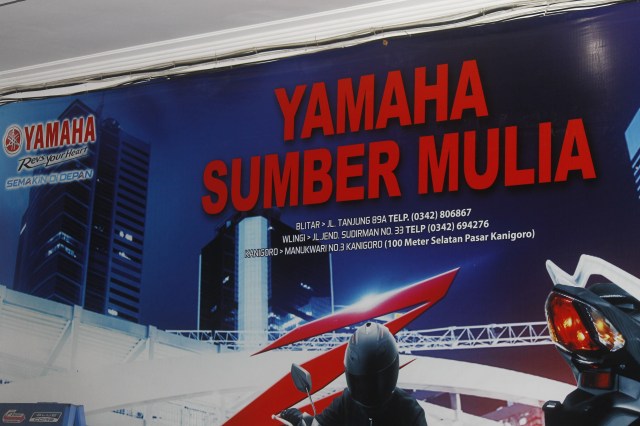 YAMAHA
Revs Your Heart
SEMAKIN DI DEPAN
YAMAHA
SUMBER MULIA
BLITAR > JL. TANJUNG 89A TELP. (0342) 806867
WLINGI > JL.JEND. SUDIRMAN NO. 33 TELP (0342) 694276
KANIGORO > MANUKWARI NO.3 KANIGORO (100 Meter Selatan Pasar Kanigoro)